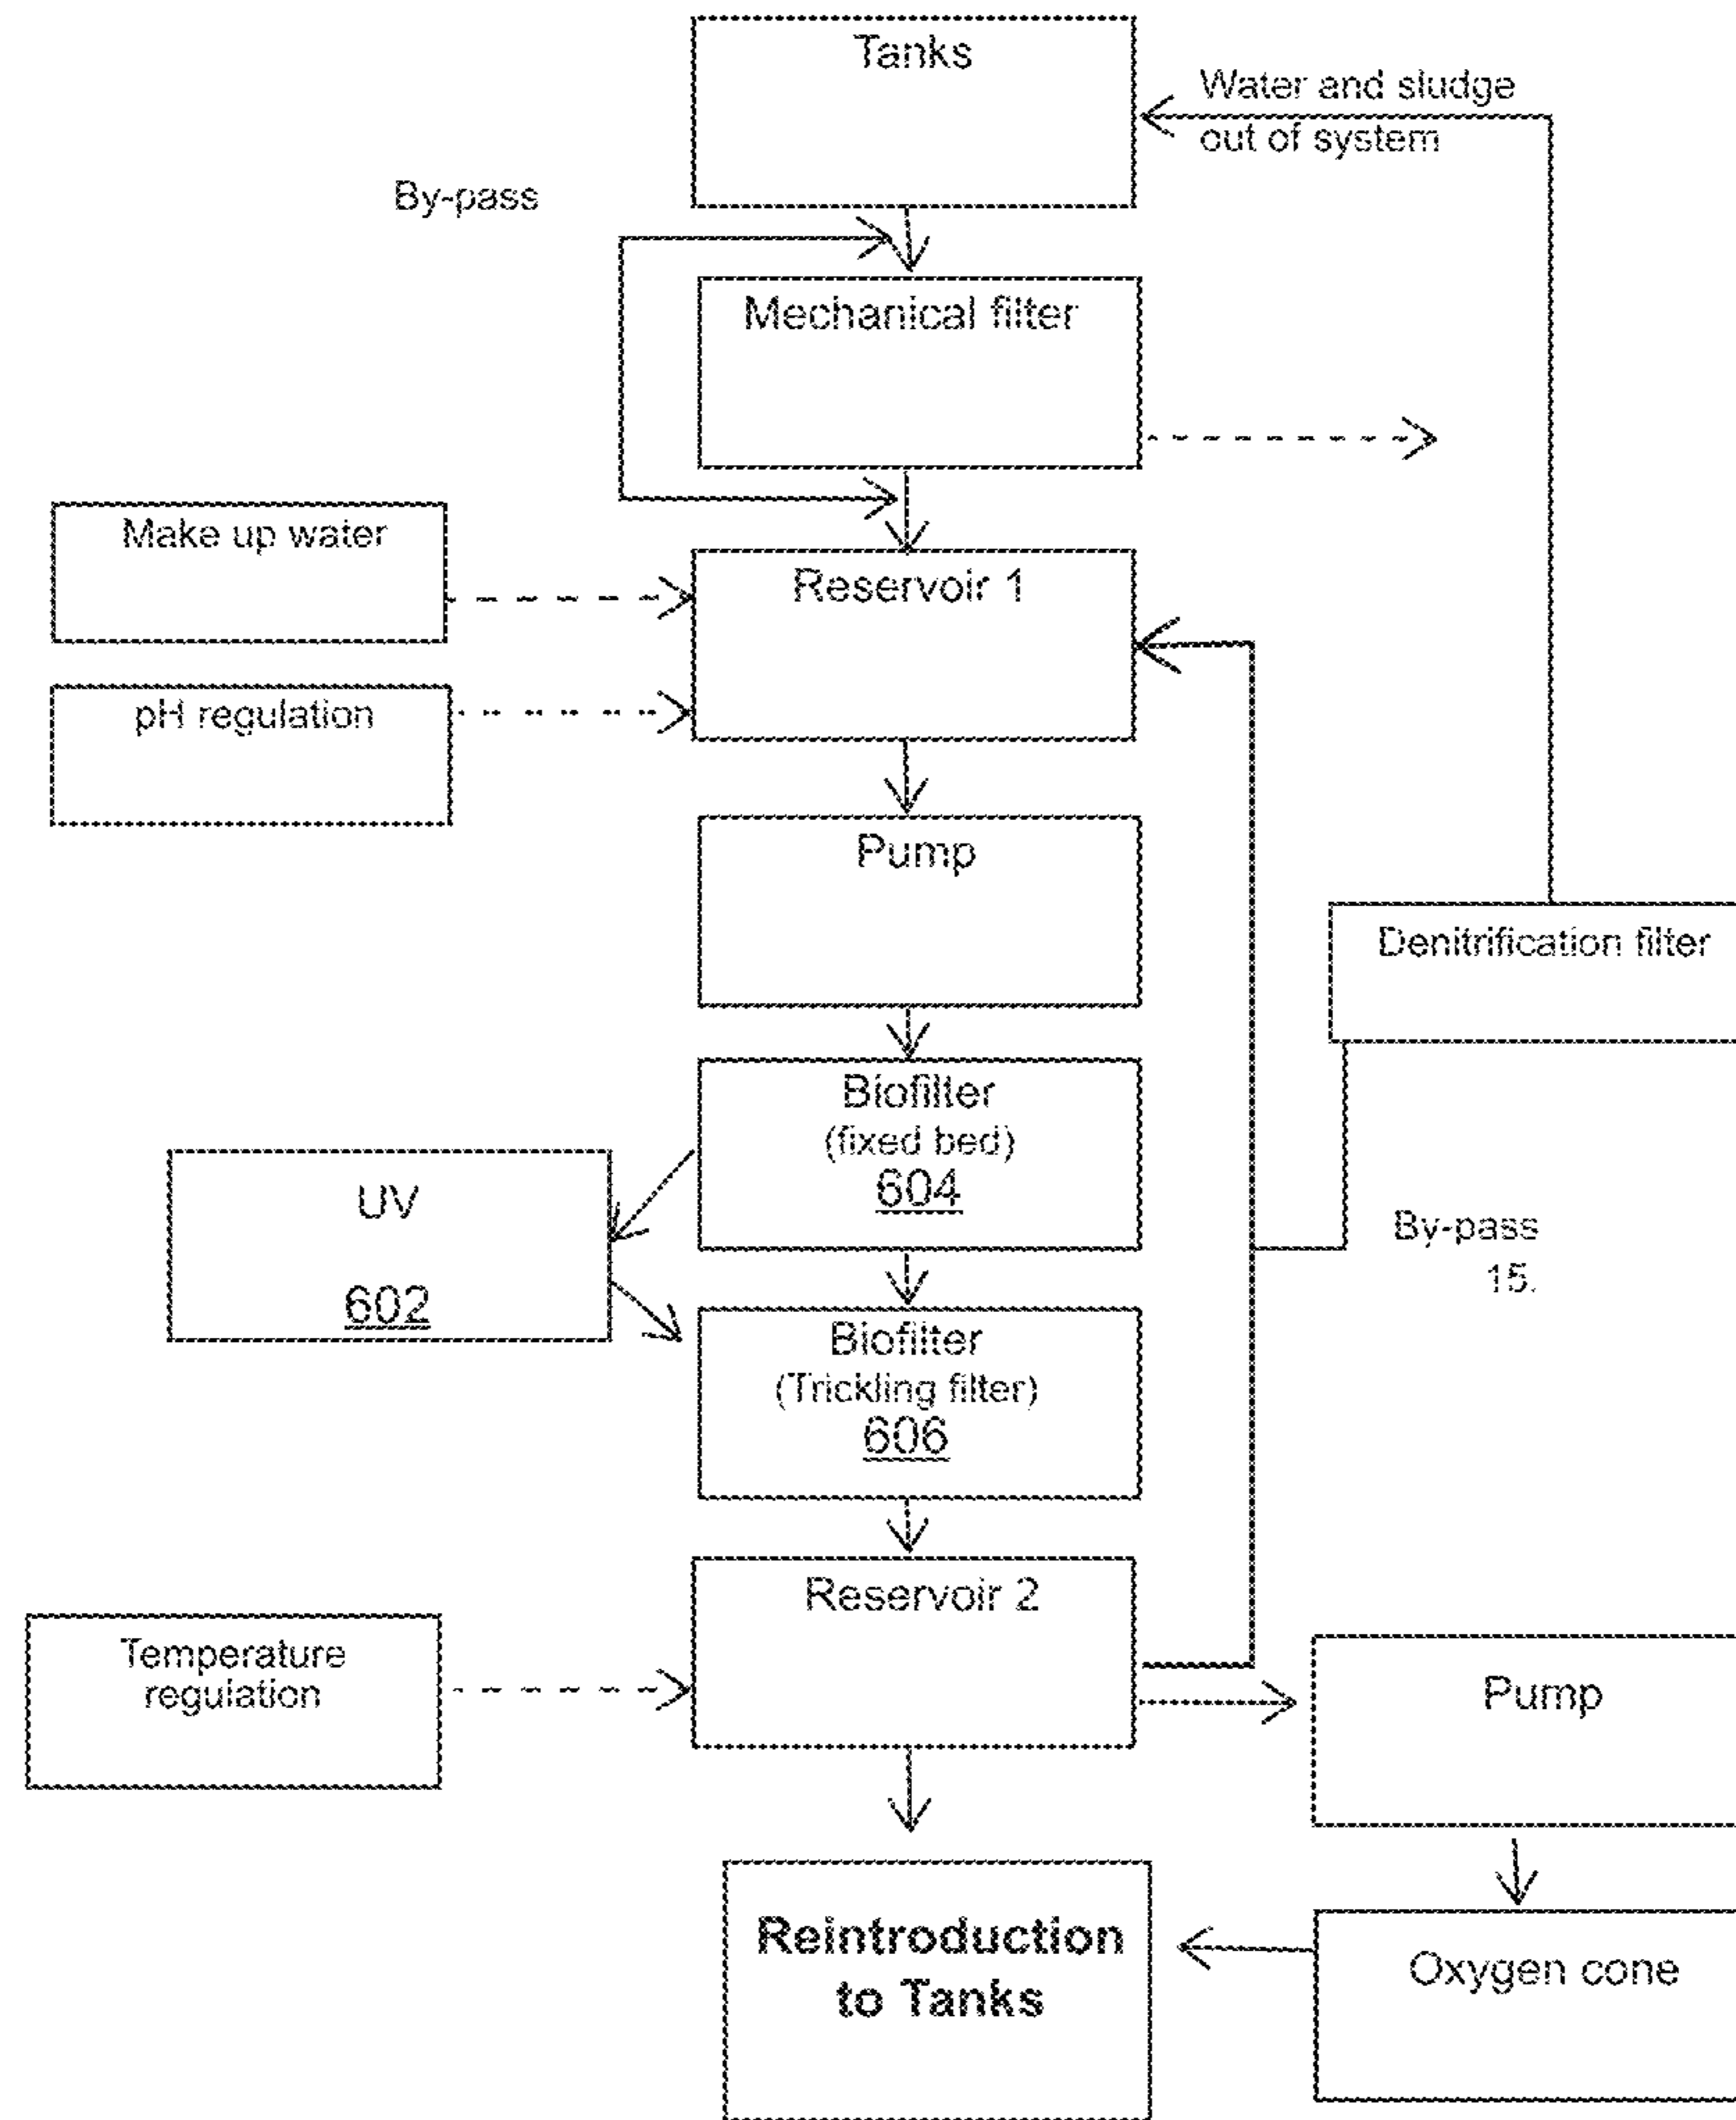 Tanks
Water and sludge
out of system
By-pass
Mechanical filter
Make up water
Reservoir 1
pH regulation
Pump
Denitrification filter
Biofilter
(fixed bed)
604
UV
602
By-pass
15.
Biofilter
(Trickling filter)
606
Reservoir 2
Temperature
regulation
Pump
Reintroduction
to Tanks
Oxygen cone